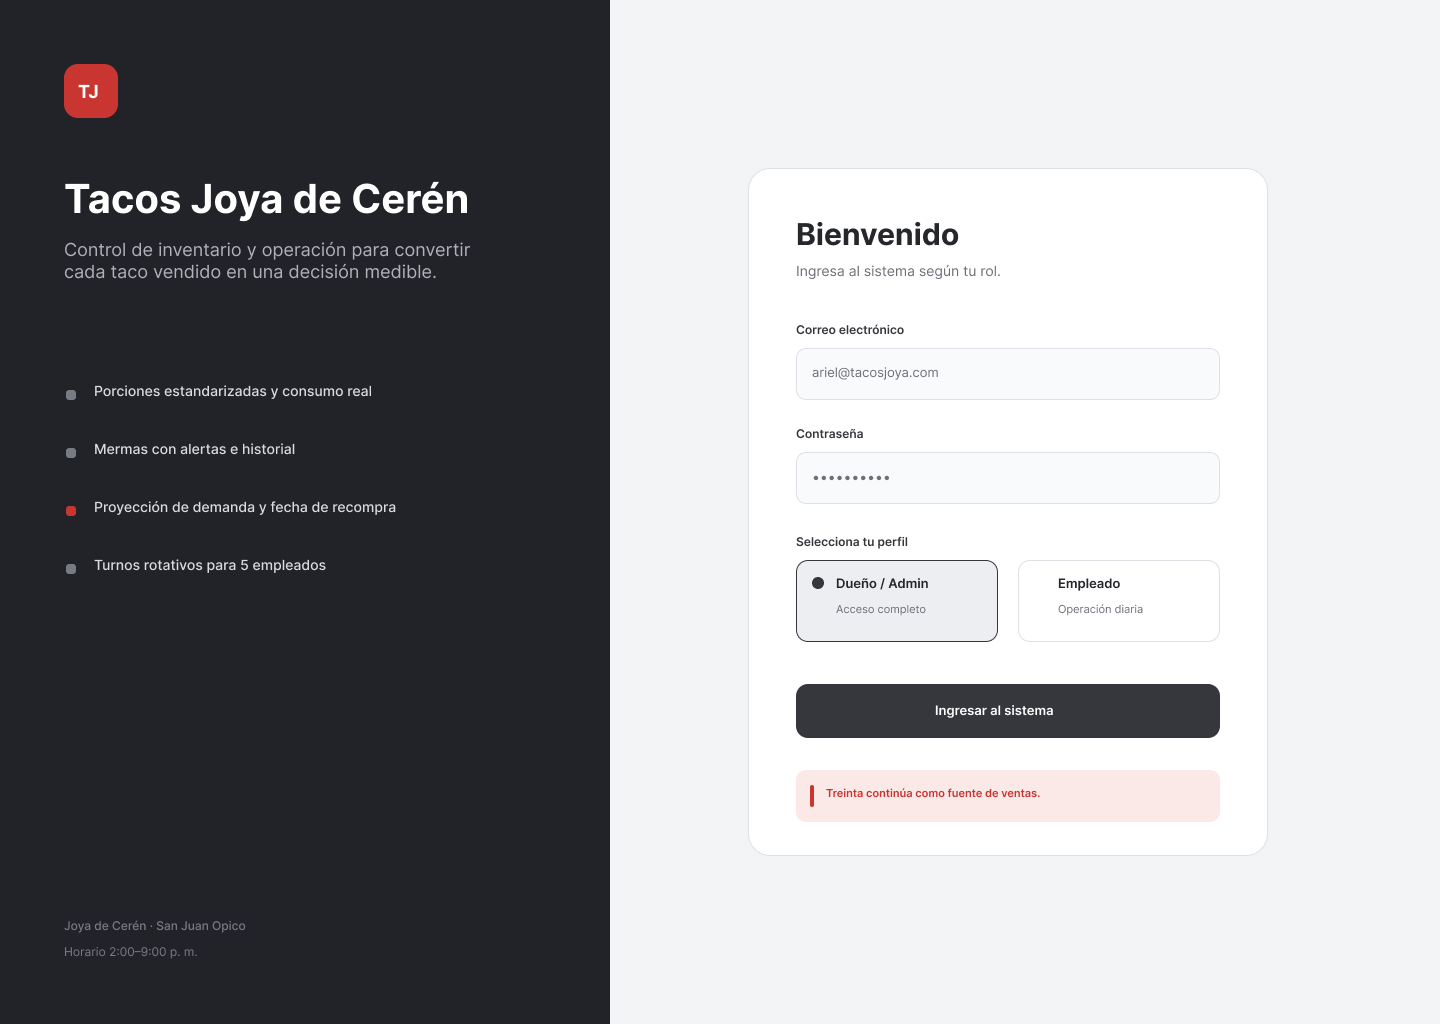 TJ
Tacos Joya de Cerén
Control de inventario y operación para convertir
cada taco vendido en una decisión medible.
Porciones estandarizadas y consumo real
Mermas con alertas e historial
Proyección de demanda y fecha de recompra
Turnos rotativos para 5 empleados
Joya de Cerén · San Juan Opico
Horario 2:00–9:00 p. m.
Bienvenido
Ingresa al sistema según tu rol.
Correo electrónico
ariel@tacosjoya.com
Contraseña
••••••••••
Selecciona tu perfil
Dueño / Admin
Acceso completo
Empleado
Operación diaria
Ingresar al sistema
Treinta continúa como fuente de ventas.